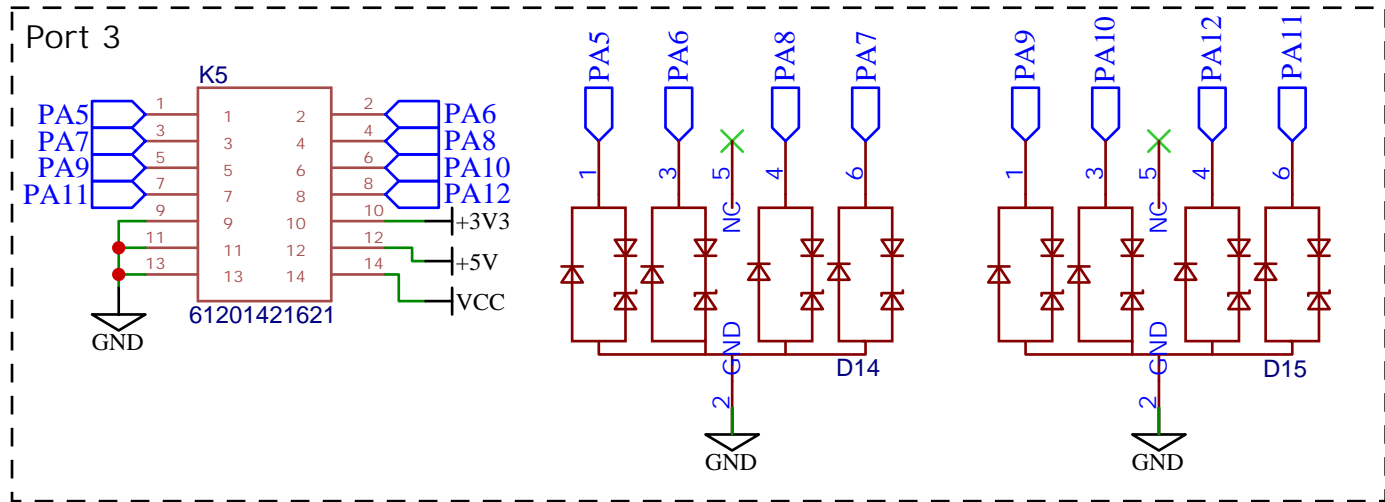 Port 3
K5
PA5 1 1 2 2 PA6
PA7 3 3 4 4 PA8
PA9 5 5 6 6 PA10
PA11 7 7 8 8 PA12
9 9 10 10 +3V3
11 11 12 12 +5V
13 13 14 14 VCC
61201421621
GND
PA5 PA6 PA8 PA7
1 3 5 4 6
NC
GND
D14
2
GND
PA9 PA10 PA12 PA11
1 3 5 4 6
NC
GND
D15
2
GND